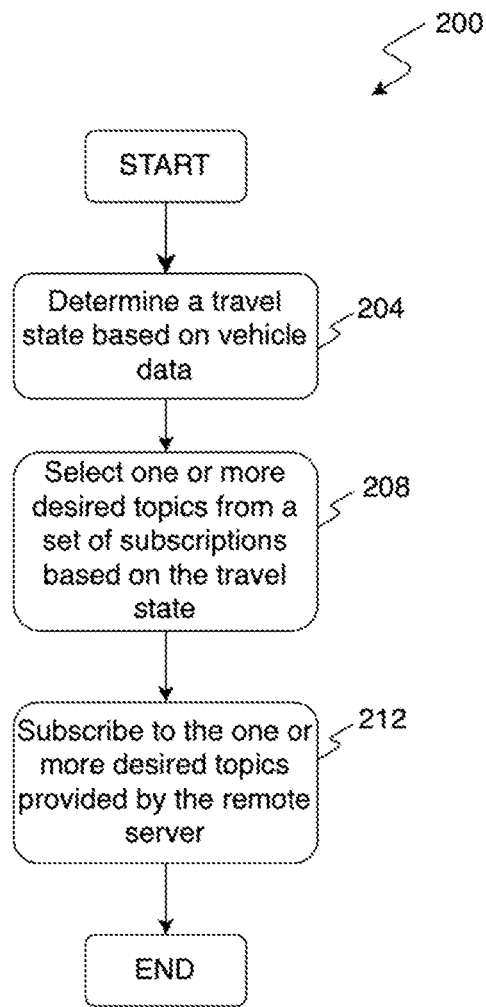 200
START
Determine a travel
state based on vehicle
data
204
Select one or more
desired topics from a
set of subscriptions
based on the travel
state
208
Subscribe to the one or
more desired topics
provided by the remote
server
212
END